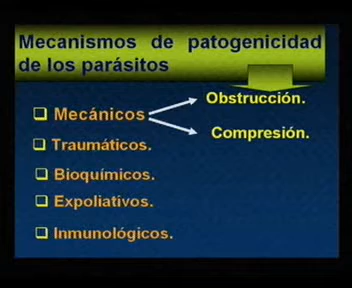 Mecanismos de patogenicidad
de los parásitos
Mecánicos
Obstrucción.
Compresión.
Traumáticos.
Bioquímicos.
Expoliativos.
Inmunológicos.